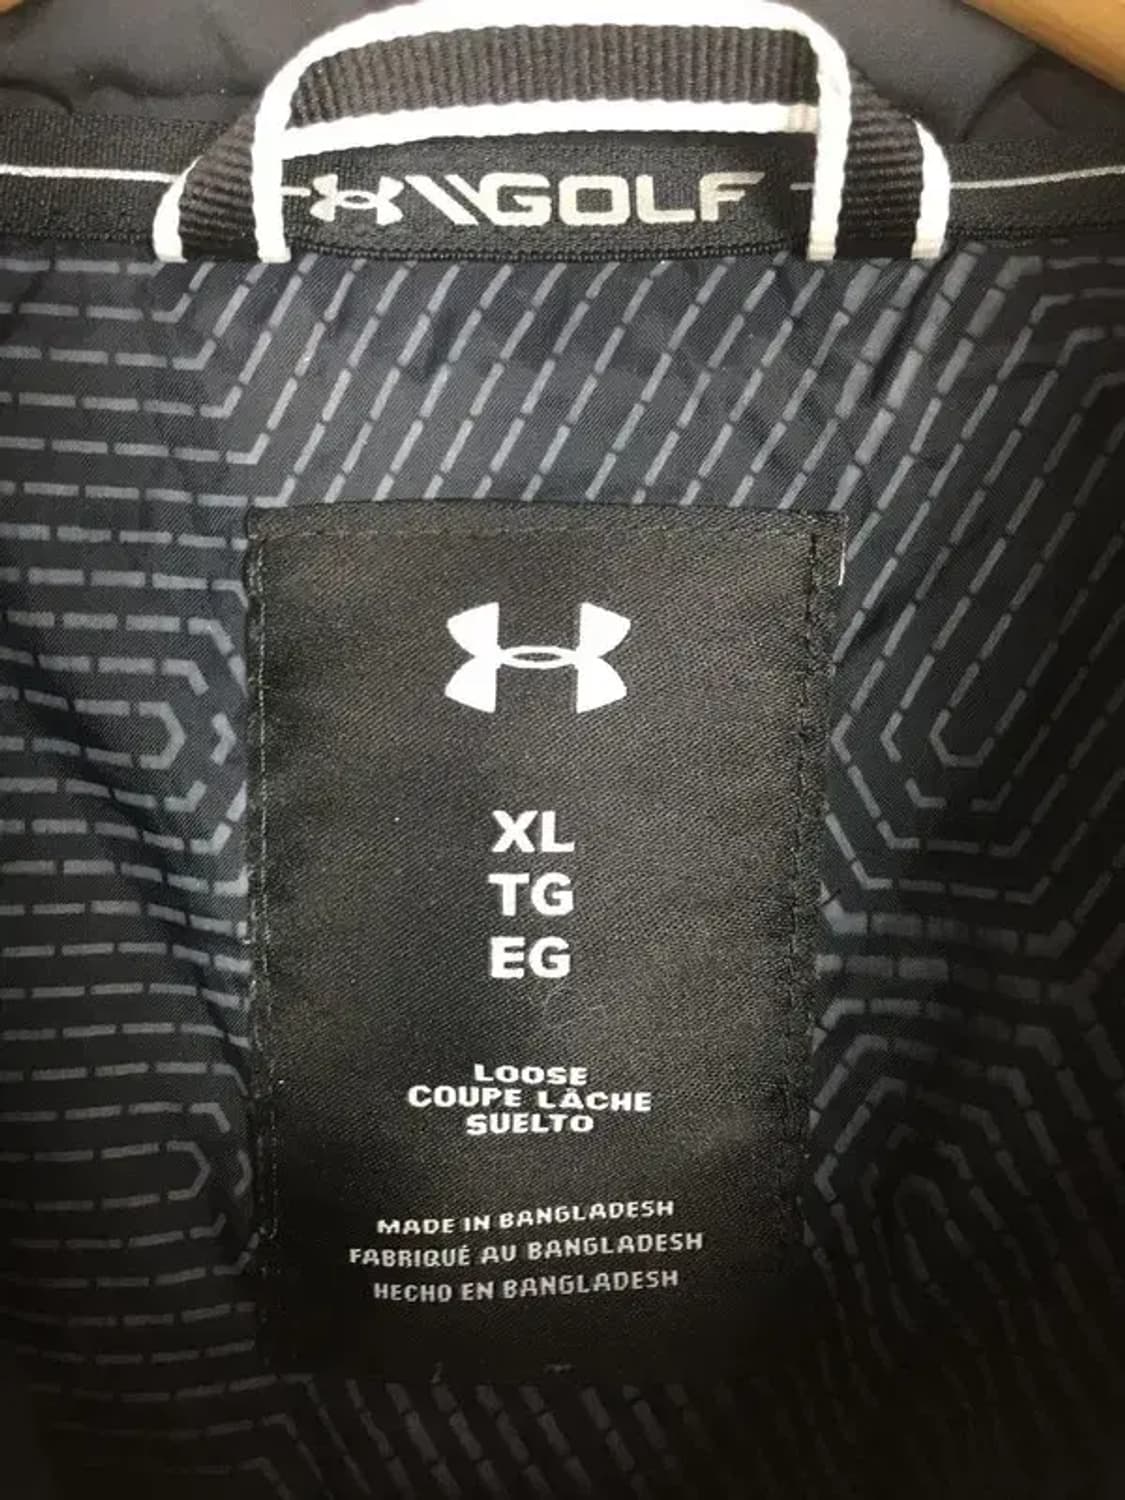 \\GOLF
XL
TG
EG
LOOSE
COUPE LÂCHE
SUELTO
MADE IN BANGLADESH
FABRIQUÉ AU BANGLADESH
HECHO EN BANGLADESH